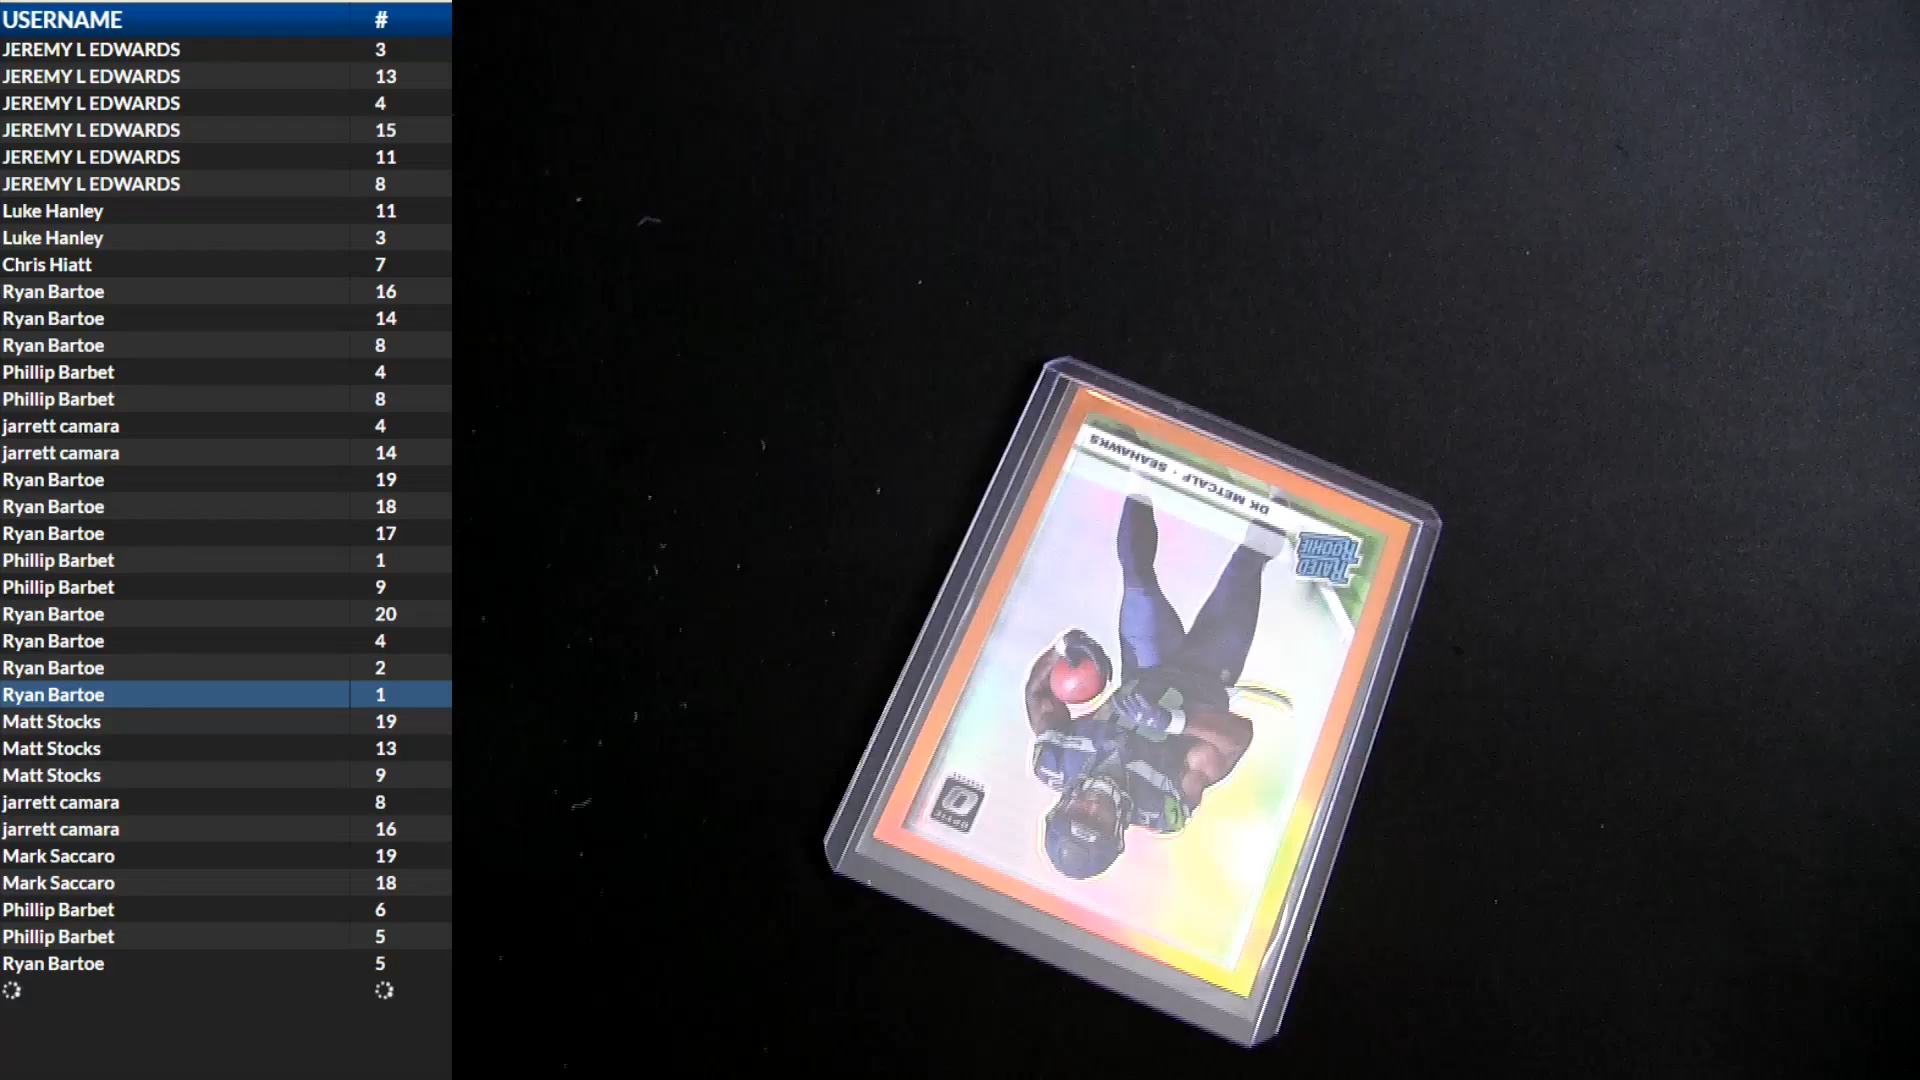 USERNAME #
JEREMY L EDWARDS 3
JEREMY L EDWARDS 13
JEREMY L EDWARDS 4
JEREMY L EDWARDS 15
JEREMY L EDWARDS 11
JEREMY L EDWARDS 8
Luke Hanley 11
Luke Hanley 3
Chris Hiatt 7
Ryan Bartoe 16
Ryan Bartoe 14
Ryan Bartoe 8
Phillip Barbet 4
Phillip Barbet 8
jarrett camara 4
jarrett camara 14
Ryan Bartoe 19
Ryan Bartoe 18
Ryan Bartoe 17
Phillip Barbet 1
Phillip Barbet 9
Ryan Bartoe 20
Ryan Bartoe 4
Ryan Bartoe 2
Ryan Bartoe 1
Matt Stocks 19
Matt Stocks 13
Matt Stocks 9
jarrett camara 8
jarrett camara 16
Mark Saccaro 19
Mark Saccaro 18
Phillip Barbet 6
Phillip Barbet 5
Ryan Bartoe 5
OPTIC
RATED
ROOKIE
DK METCALF · SEAHAWKS